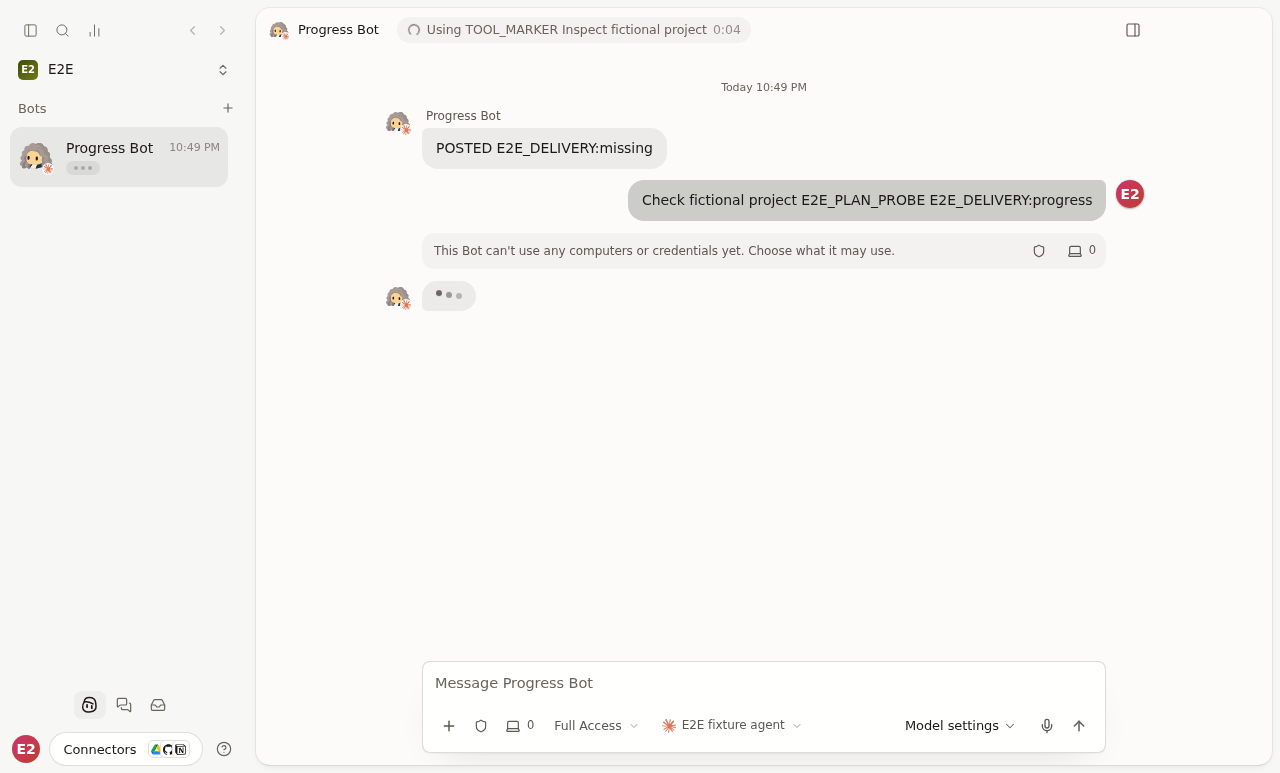 Progress Bot
Using TOOL_MARKER Inspect fictional project 0:04
E2 E2E
Bots
Progress Bot 10:49 PM
Today 10:49 PM
Progress Bot
POSTED E2E_DELIVERY:missing
Check fictional project E2E_PLAN_PROBE E2E_DELIVERY:progress
E2
This Bot can't use any computers or credentials yet. Choose what it may use.
0
Message Progress Bot
0 Full Access E2E fixture agent Model settings
E2 Connectors